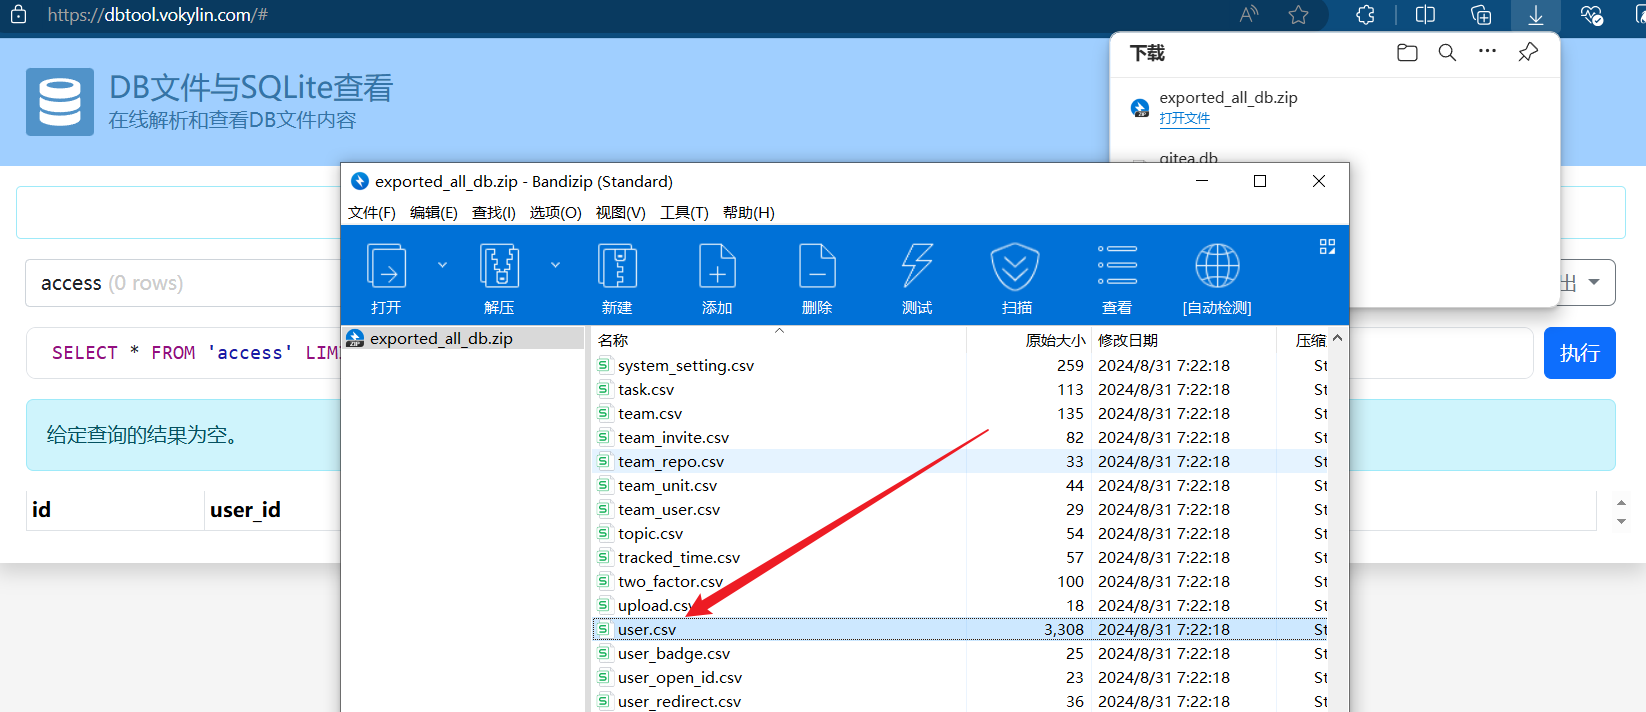 https://dbtool.vokylin.com/#
下载
exported_all_db.zip
打开文件
gitea.db
DB文件与SQLite查看
在线解析和查看DB文件内容
exported_all_db.zip - Bandizip (Standard)
文件(F) 编辑(E) 查找(I) 选项(O) 视图(V) 工具(T) 帮助(H)
打开 解压 新建 添加 删除 测试 扫描 查看 [自动检测]
access (0 rows)
出
SELECT * FROM 'access' LIM
执行
给定查询的结果为空。
id user_id
exported_all_db.zip
名称 原始大小 修改日期 压缩
system_setting.csv 259 2024/8/31 7:22:18 St
task.csv 113 2024/8/31 7:22:18 St
team.csv 135 2024/8/31 7:22:18 St
team_invite.csv 82 2024/8/31 7:22:18 St
team_repo.csv 33 2024/8/31 7:22:18 St
team_unit.csv 44 2024/8/31 7:22:18 St
team_user.csv 29 2024/8/31 7:22:18 St
topic.csv 54 2024/8/31 7:22:18 St
tracked_time.csv 57 2024/8/31 7:22:18 St
two_factor.csv 100 2024/8/31 7:22:18 St
upload.csv 18 2024/8/31 7:22:18 St
user.csv 3,308 2024/8/31 7:22:18 St
user_badge.csv 25 2024/8/31 7:22:18 St
user_open_id.csv 23 2024/8/31 7:22:18 St
user_redirect.csv 36 2024/8/31 7:22:18 St